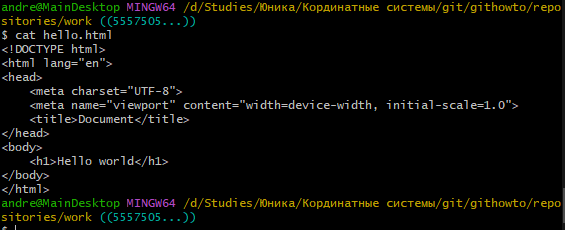 andre@MainDesktop MINGW64 /d/Studies/Юника/Кординатные системы/git/githowto/repo
sitories/work ((5557505...))
$ cat hello.html
<!DOCTYPE html>
<html lang="en">
<head>
    <meta charset="UTF-8">
    <meta name="viewport" content="width=device-width, initial-scale=1.0">
    <title>Document</title>
</head>
<body>
    <h1>Hello world</h1>
</body>
</html>
andre@MainDesktop MINGW64 /d/Studies/Юника/Кординатные системы/git/githowto/repo
sitories/work ((5557505...))
$